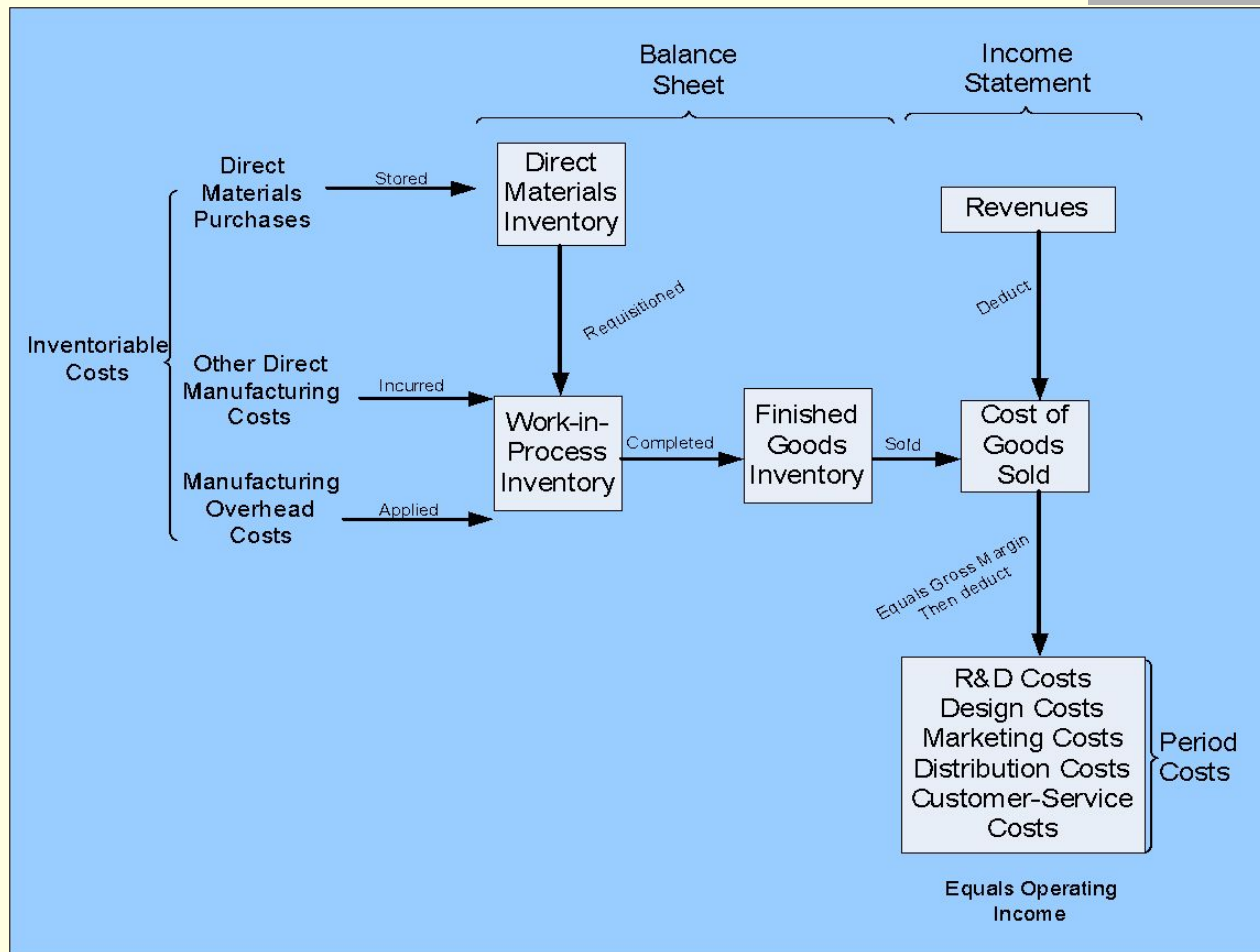 Balance
Sheet
Income
Statement
Direct
Materials
Purchases
Stored
Direct
Materials
Inventory
Revenues
Requisitioned
Deduct
Inventoriable
Costs
Other Direct
Manufacturing
Costs
Incurred
Manufacturing
Overhead
Costs
Applied
Work-in-
Process
Inventory
Completed
Finished
Goods
Inventory
Sold
Cost of
Goods
Sold
Equals Gross Margin
Then deduct
R&D Costs
Design Costs
Marketing Costs
Distribution Costs
Customer-Service
Costs
Period
Costs
Equals Operating
Income